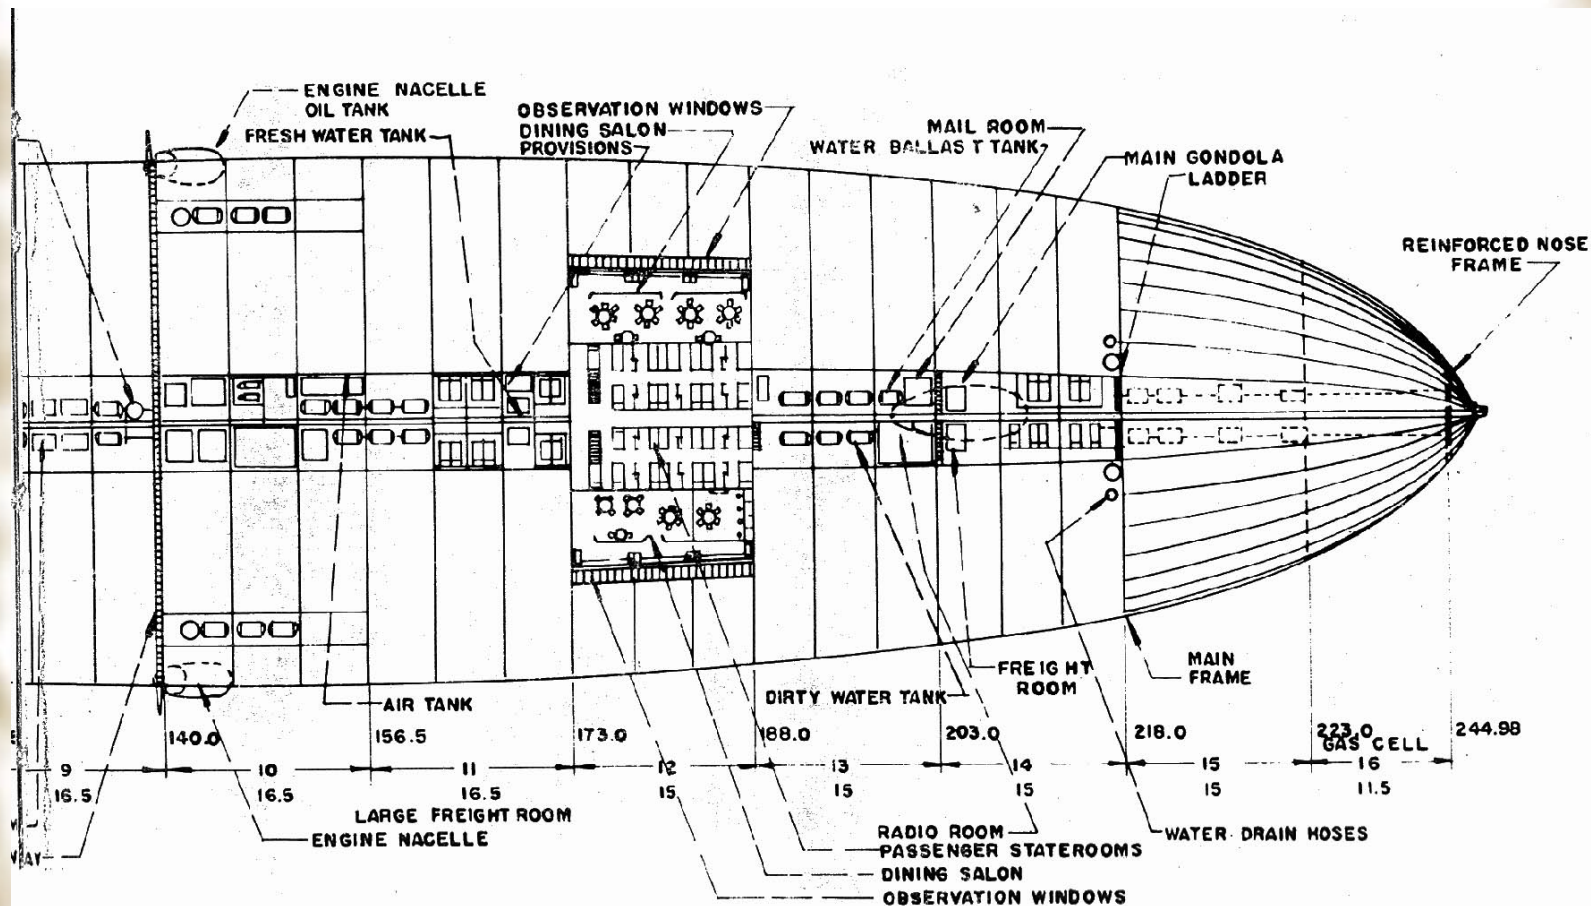 ENGINE NACELLE
OIL TANK
FRESH WATER TANK
OBSERVATION WINDOWS
DINING SALON
PROVISIONS
MAIL ROOM
WATER BALLAST TANK
MAIN GONDOLA
LADDER
REINFORCED NOSE
FRAME
AIR TANK
DIRTY WATER TANK
FREIGHT
ROOM
MAIN
FRAME
140.0
156.5
173.0
188.0
203.0
218.0
223.0
244.98
GAS CELL
9
10
11
12
13
14
15
16
16.5
16.5
16.5
15
15
15
15
11.5
LARGE FREIGHT ROOM
ENGINE NACELLE
RADIO ROOM
PASSENGER STATEROOMS
DINING SALON
OBSERVATION WINDOWS
WATER DRAIN HOSES